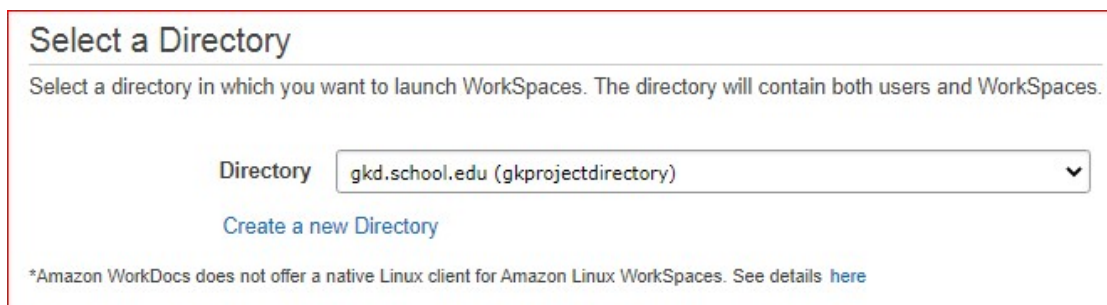 Select a Directory
Select a directory in which you want to launch WorkSpaces. The directory will contain both users and WorkSpaces.
Directory gkd.school.edu (gkprojectdirectory)
Create a new Directory
*Amazon WorkDocs does not offer a native Linux client for Amazon Linux WorkSpaces. See details here